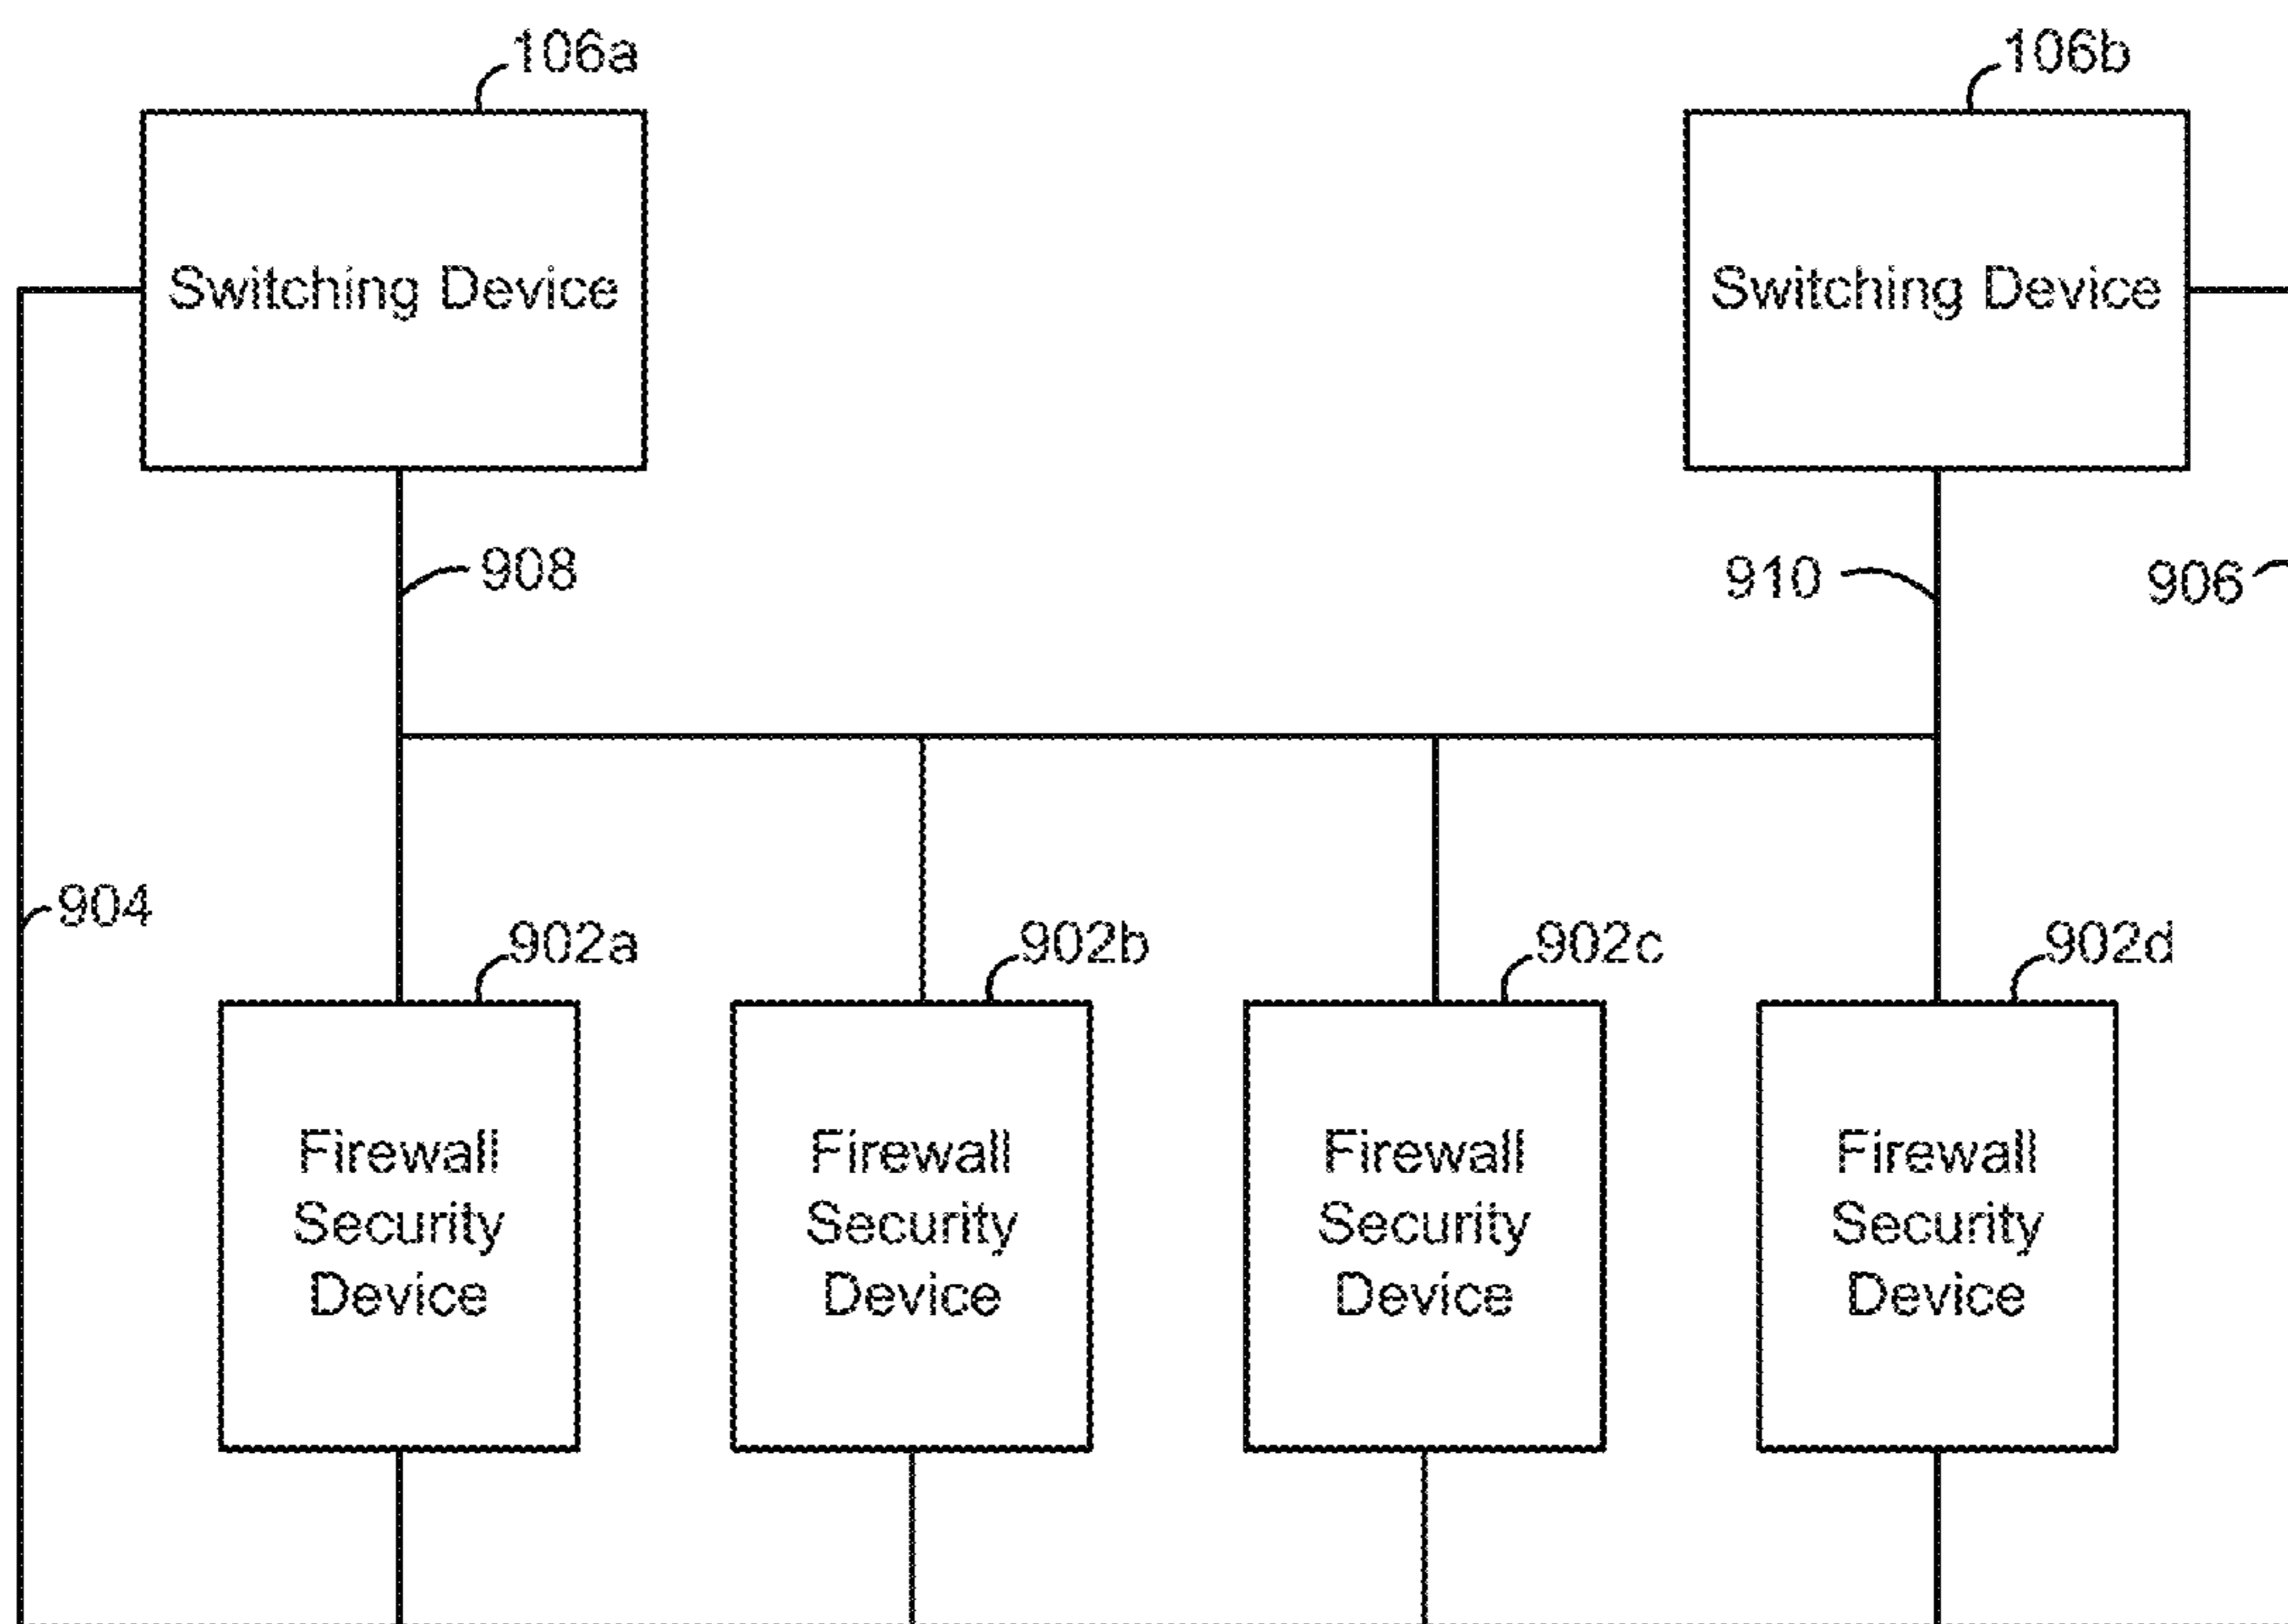 106a
106b
Switching Device
Switching Device
908
910
906
904
902a
902b
902c
902d
Firewall
Security
Device
Firewall
Security
Device
Firewall
Security
Device
Firewall
Security
Device